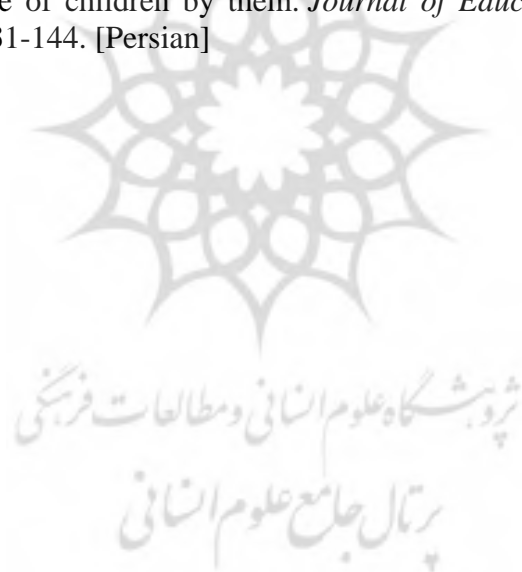 e of children by them. Journal of Educ
31-144. [Persian]
پژوهشگاه علوم انسانی و مطالعات فرهنگی
پرتال جامع علوم انسانی